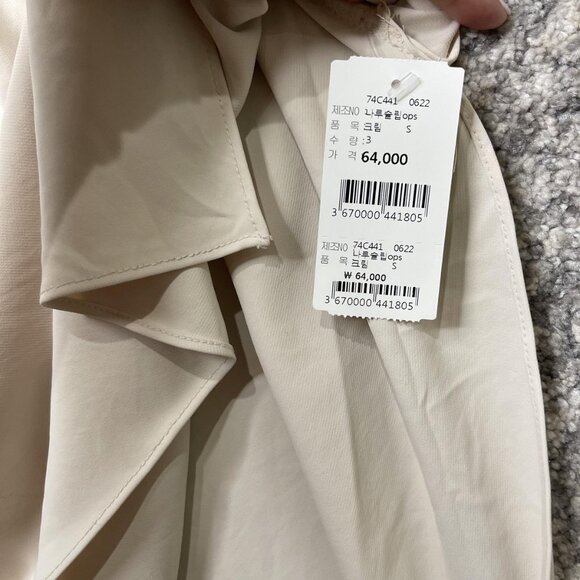 74C441 0622
제조NO 나루슬립ops
품 목 크림 S
수 량 :3
가 격 64,000
3 670000 441805
제조NO 74C441 0622
나루슬립ops
품 목 크림 S
₩ 64,000
3 670000 441805